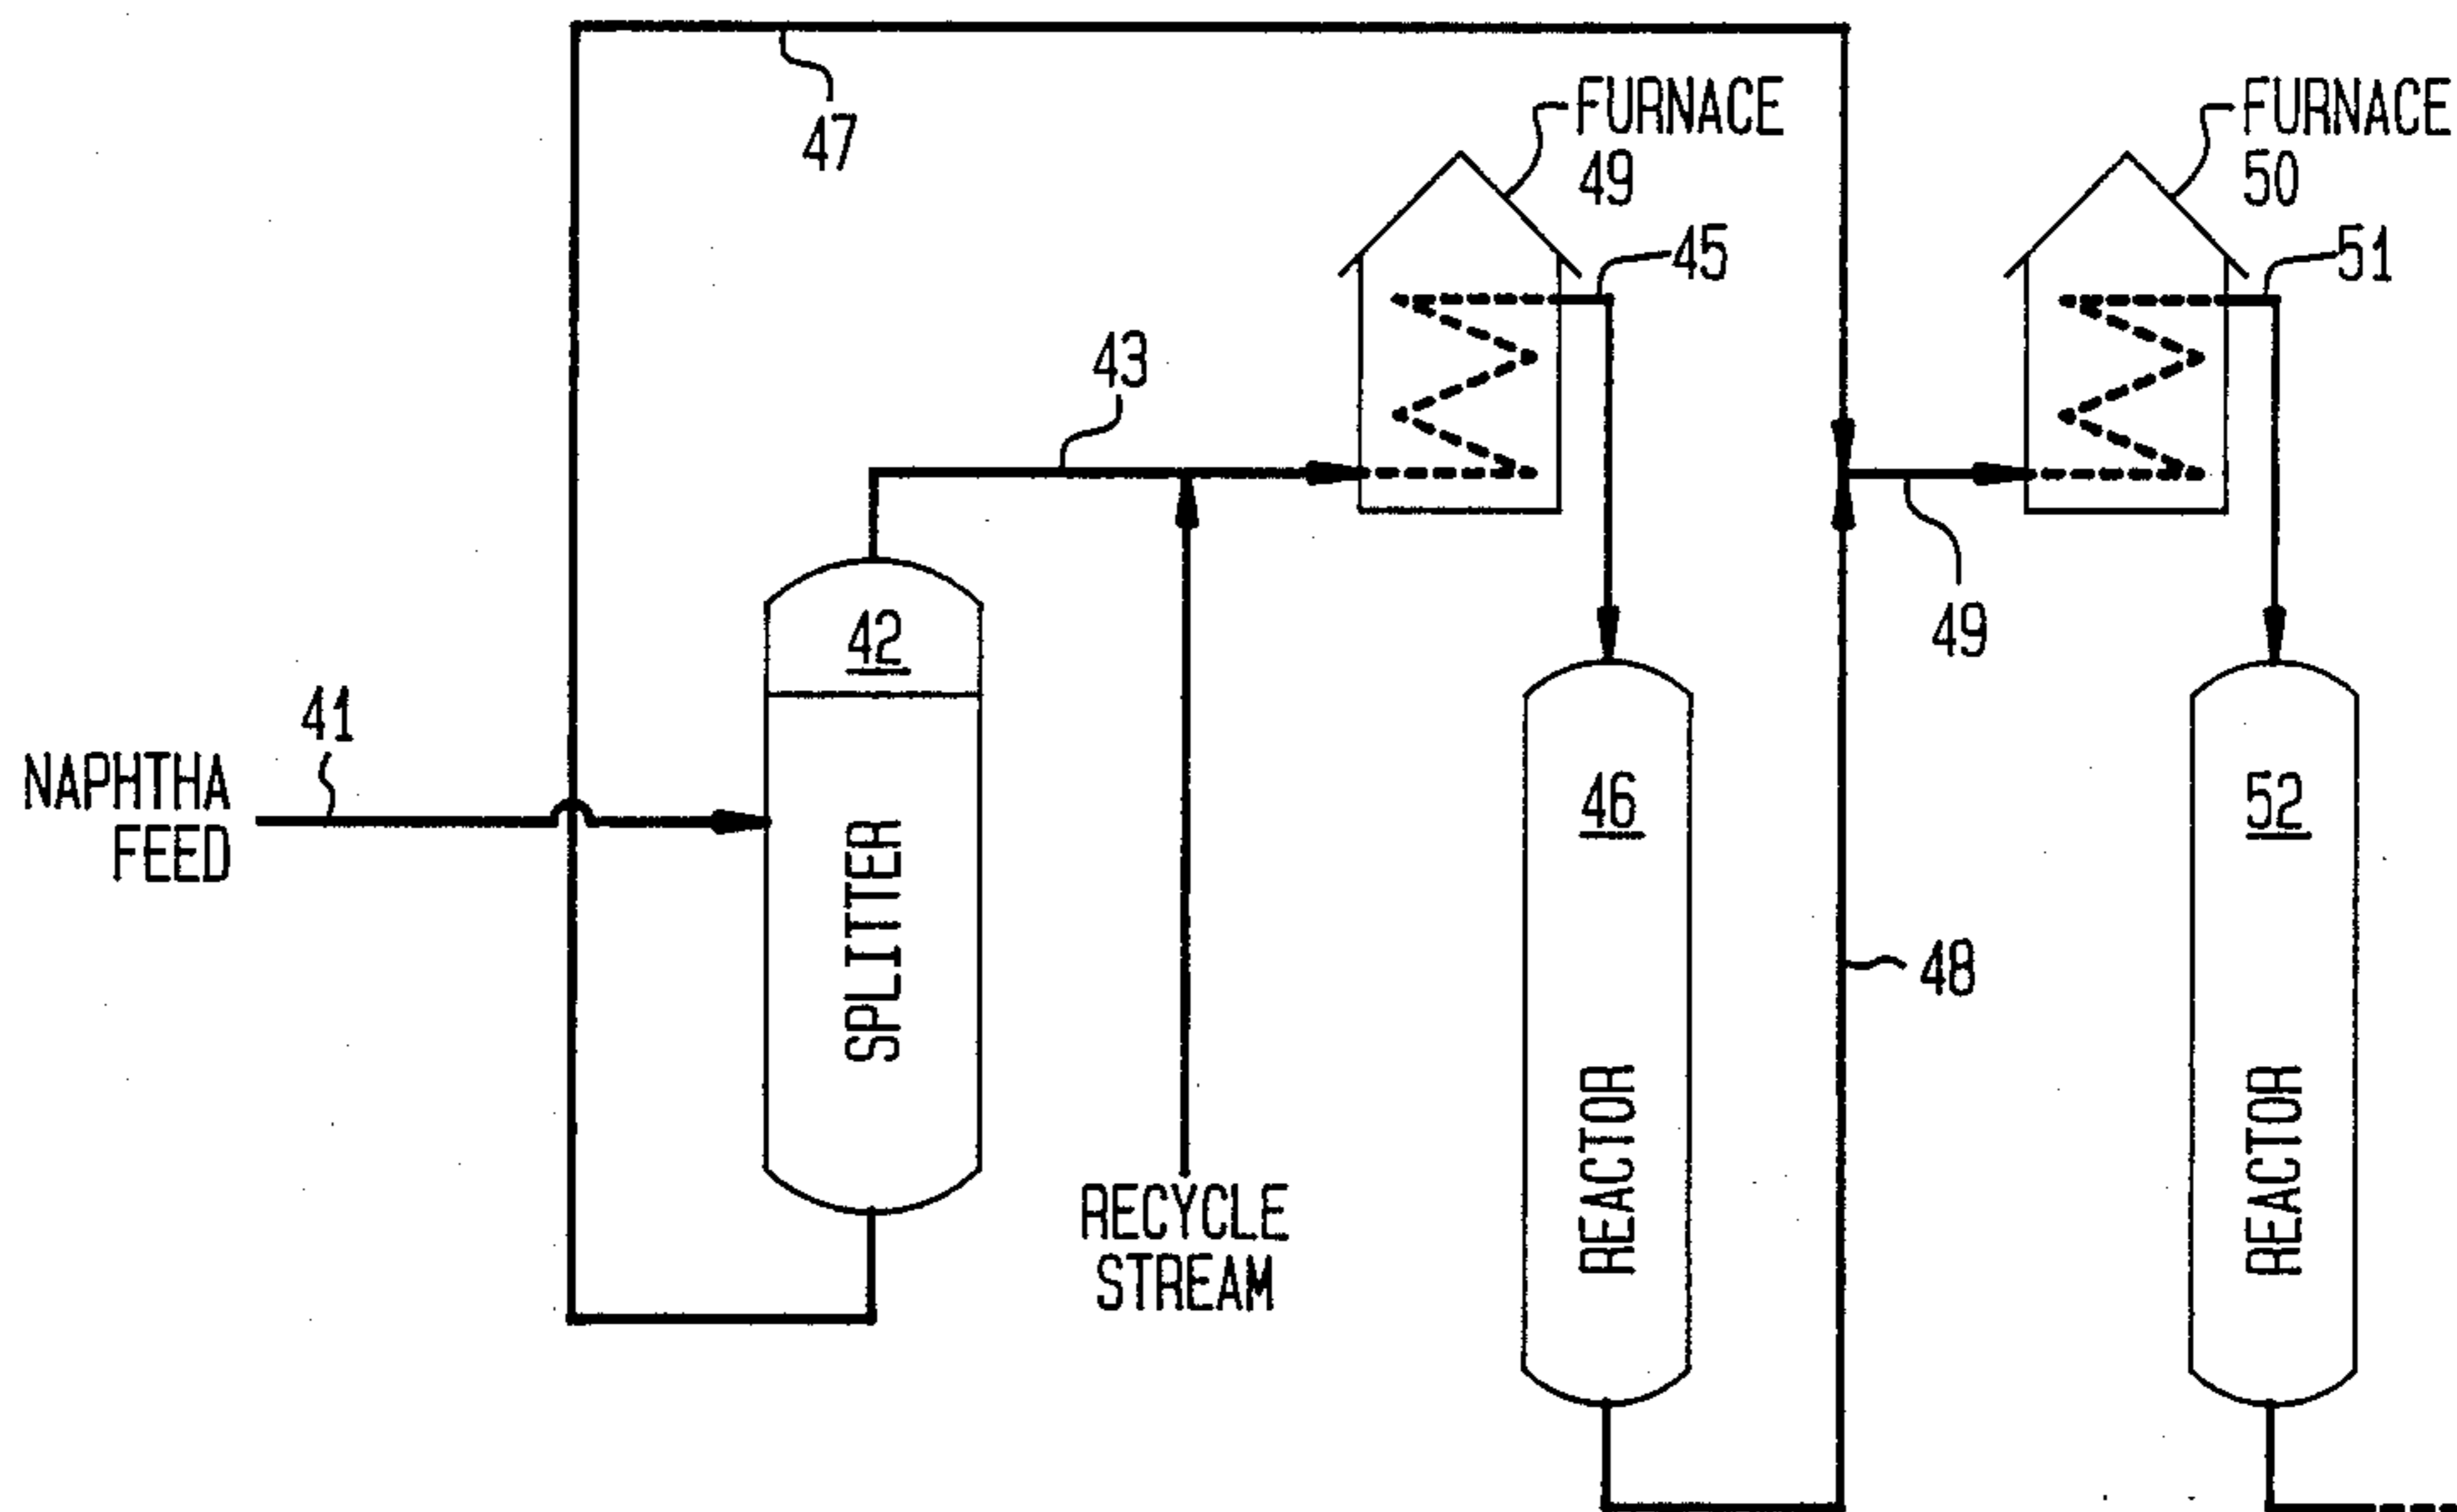 47
FURNACE
49
FURNACE
50
45
51
43
42
41
NAPHTHA
FEED
SPLITTER
RECYCLE
STREAM
46
REACTOR
49
48
52
REACTOR